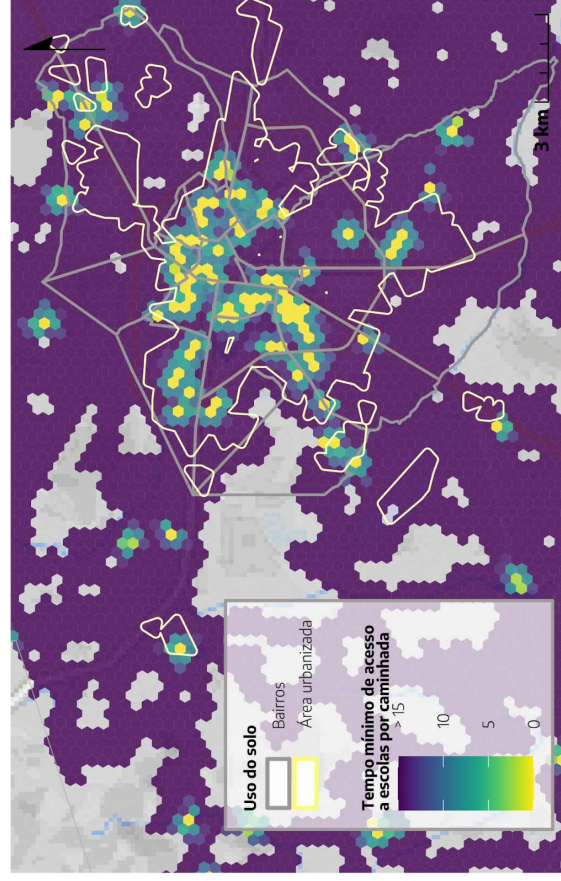 Uso do solo
Bairros
Área urbanizada
Tempo mínimo de acesso
a escolas por caminhada
> 15
10
5
0
3 km